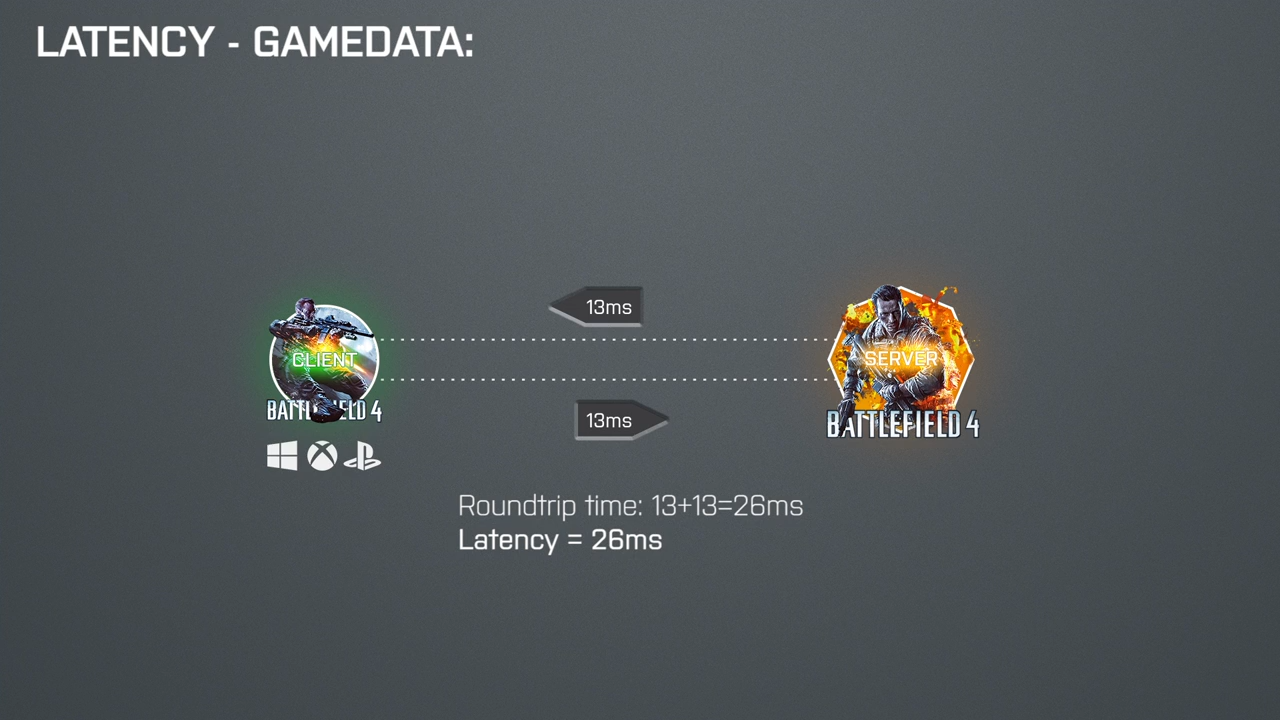 LATENCY - GAMEDATA:
13ms
CLIENT
SERVER
BATTLEFIELD 4
13ms
BATTLEFIELD 4
Roundtrip time: 13+13=26ms
Latency = 26ms